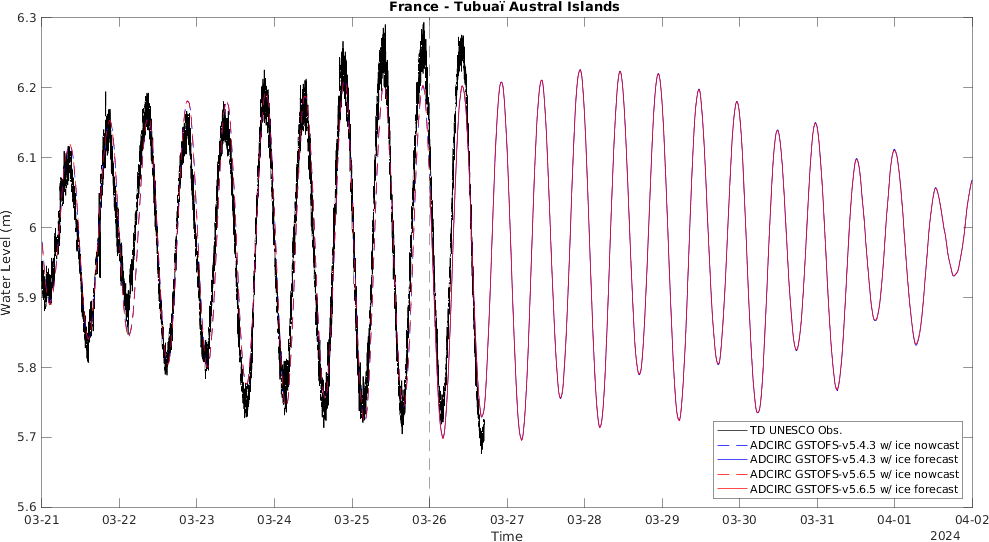 France - Tubuaï Austral Islands
6.3
6.2
6.1
6
5.9
5.8
5.7
5.6
Water Level (m)
TD UNESCO Obs.
ADCIRC GSTOFS-v5.4.3 w/ ice nowcast
ADCIRC GSTOFS-v5.4.3 w/ ice forecast
ADCIRC GSTOFS-v5.6.5 w/ ice nowcast
ADCIRC GSTOFS-v5.6.5 w/ ice forecast
03-21 03-22 03-23 03-24 03-25 03-26 03-27 03-28 03-29 03-30 03-31 04-01 04-02
Time
2024